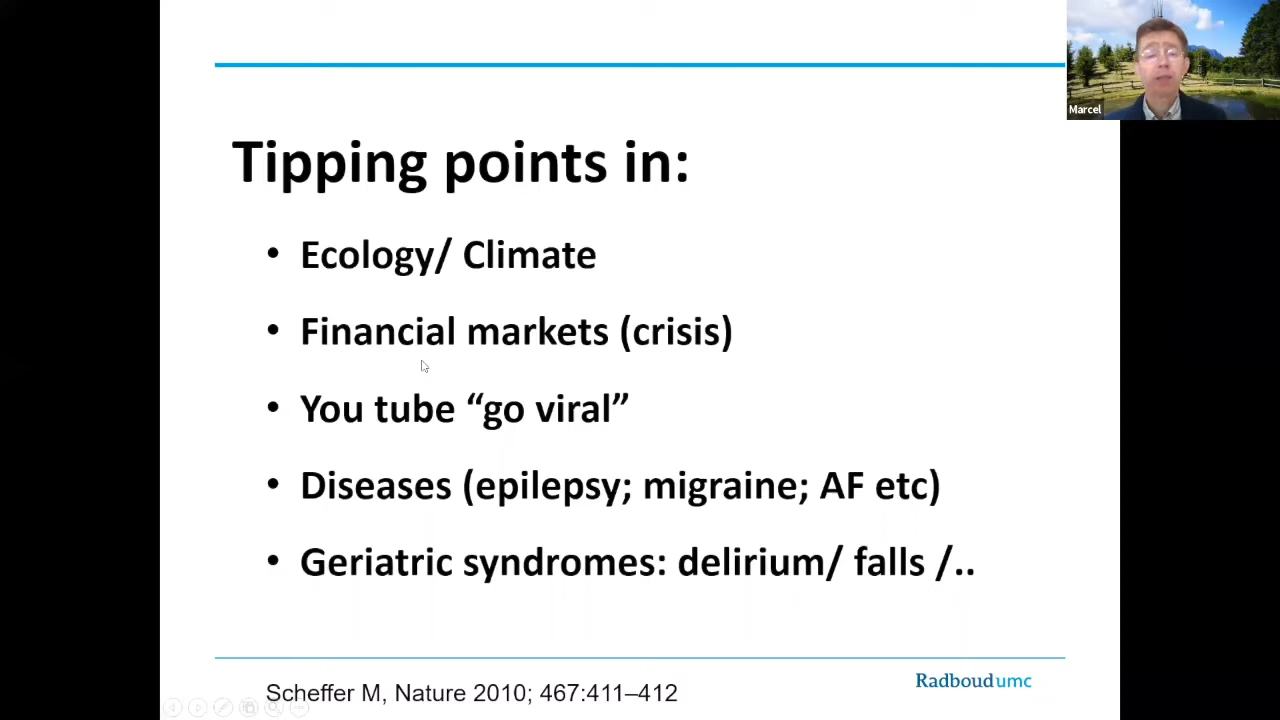 Marcel
Tipping points in:
• Ecology/ Climate
• Financial markets (crisis)
• You tube “go viral”
• Diseases (epilepsy; migraine; AF etc)
• Geriatric syndromes: delirium/ falls /..
Scheffer M, Nature 2010; 467:411–412
Radboudumc